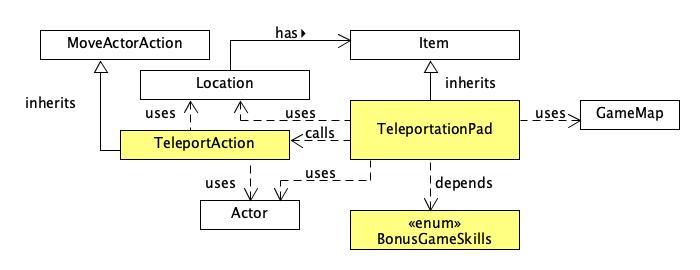 has
MoveActorAction
Item
Location
inherits
inherits
uses
uses
uses
GameMap
TeleportationPad
TeleportAction
calls
uses
uses
depends
Actor
«enum»
BonusGameSkills